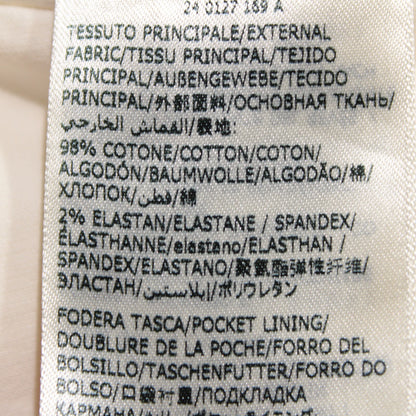 24 0127 169 A
TESSUTO PRINCIPALE/EXTERNAL
FABRIC/TISSU PRINCIPAL/TEJIDO
PRINCIPAL/AUßENGEWEBE/TECIDO
PRINCIPAL/外部面料/ОСНОВНАЯ ТКАНЬ/
القماش الخارجي/表地:
98% COTONE/COTTON/COTON/
ALGODÓN/BAUMWOLLE/ALGODÃO/棉/
ХЛОПОК/قطن/綿
2% ELASTAN/ELASTANE / SPANDEX/
ÉLASTHANNE/elastano/ELASTHAN /
SPANDEX/ELASTANO/聚氨酯弹性纤维/
ЭЛАСТАН/إيلاستين/ポリウレタン
FODERA TASCA/POCKET LINING/
DOUBLURE DE LA POCHE/FORRO DEL
BOLSILLO/TASCHENFUTTER/FORRO DO
BOLSO/口袋衬里/ПОДКЛАДКА
КАРМАНА/